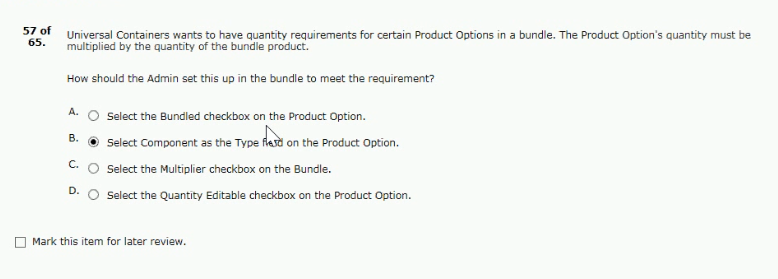 57 of
65.
Universal Containers wants to have quantity requirements for certain Product Options in a bundle. The Product Option's quantity must be
multiplied by the quantity of the bundle product.
How should the Admin set this up in the bundle to meet the requirement?
A. Select the Bundled checkbox on the Product Option.
B. Select Component as the Type field on the Product Option.
C. Select the Multiplier checkbox on the Bundle.
D. Select the Quantity Editable checkbox on the Product Option.
Mark this item for later review.